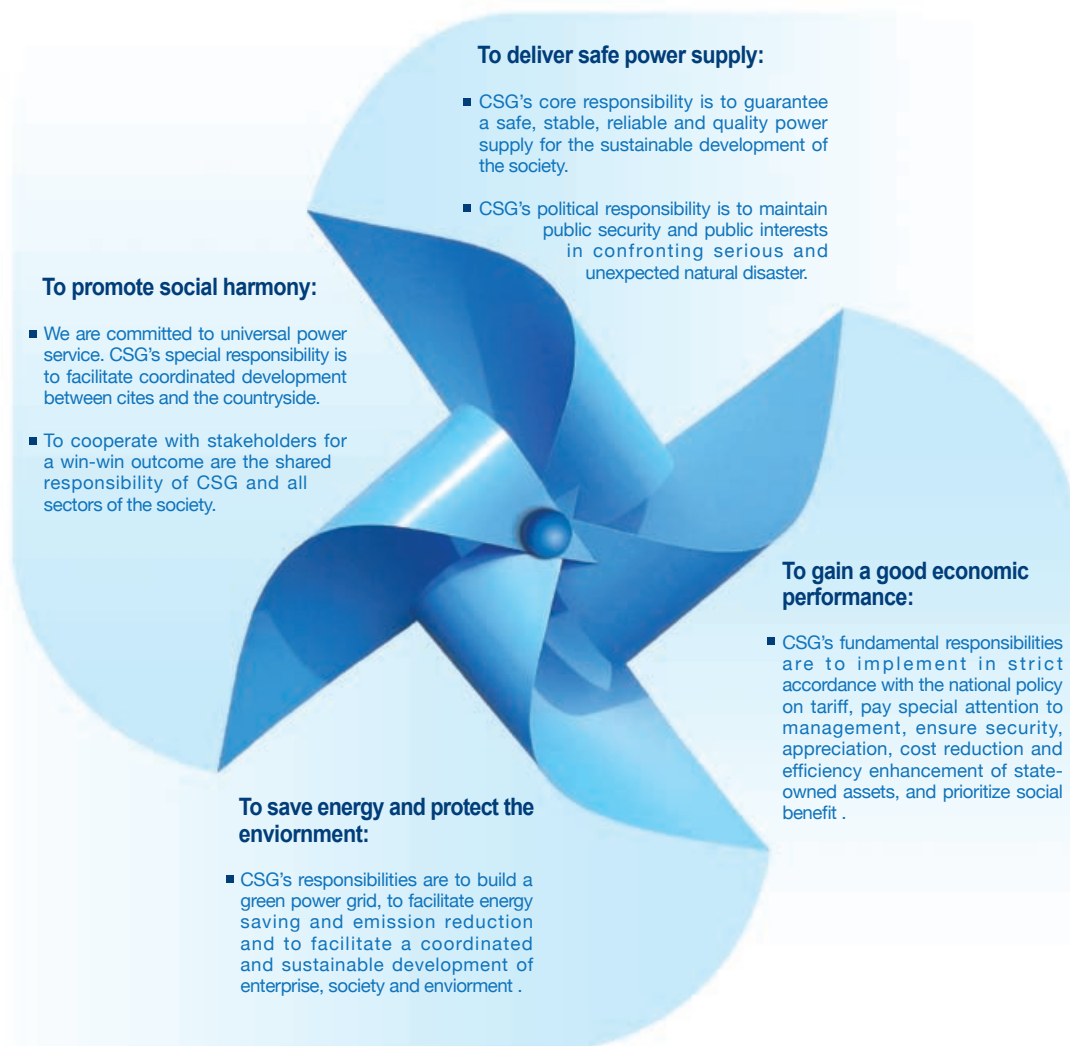 To deliver safe power supply:
■ CSG's core responsibility is to guarantee
a safe, stable, reliable and quality power
supply for the sustainable development of
the society.
■ CSG's political responsibility is to maintain
public security and public interests
in confronting serious and
unexpected natural disaster.
To promote social harmony:
■ We are committed to universal power
service. CSG's special responsibility is
to facilitate coordinated development
between cites and the countryside.
■ To cooperate with stakeholders for
a win-win outcome are the shared
responsibility of CSG and all
sectors of the society.
To gain a good economic
performance:
■ CSG's fundamental responsibilities
are to implement in strict
accordance with the national policy
on tariff, pay special attention to
management, ensure security,
appreciation, cost reduction and
efficiency enhancement of state-
owned assets, and prioritize social
benefit .
To save energy and protect the
enviornment:
■ CSG's responsibilities are to build a
green power grid, to facilitate energy
saving and emission reduction
and to facilitate a coordinated
and sustainable development of
enterprise, society and enviorment .